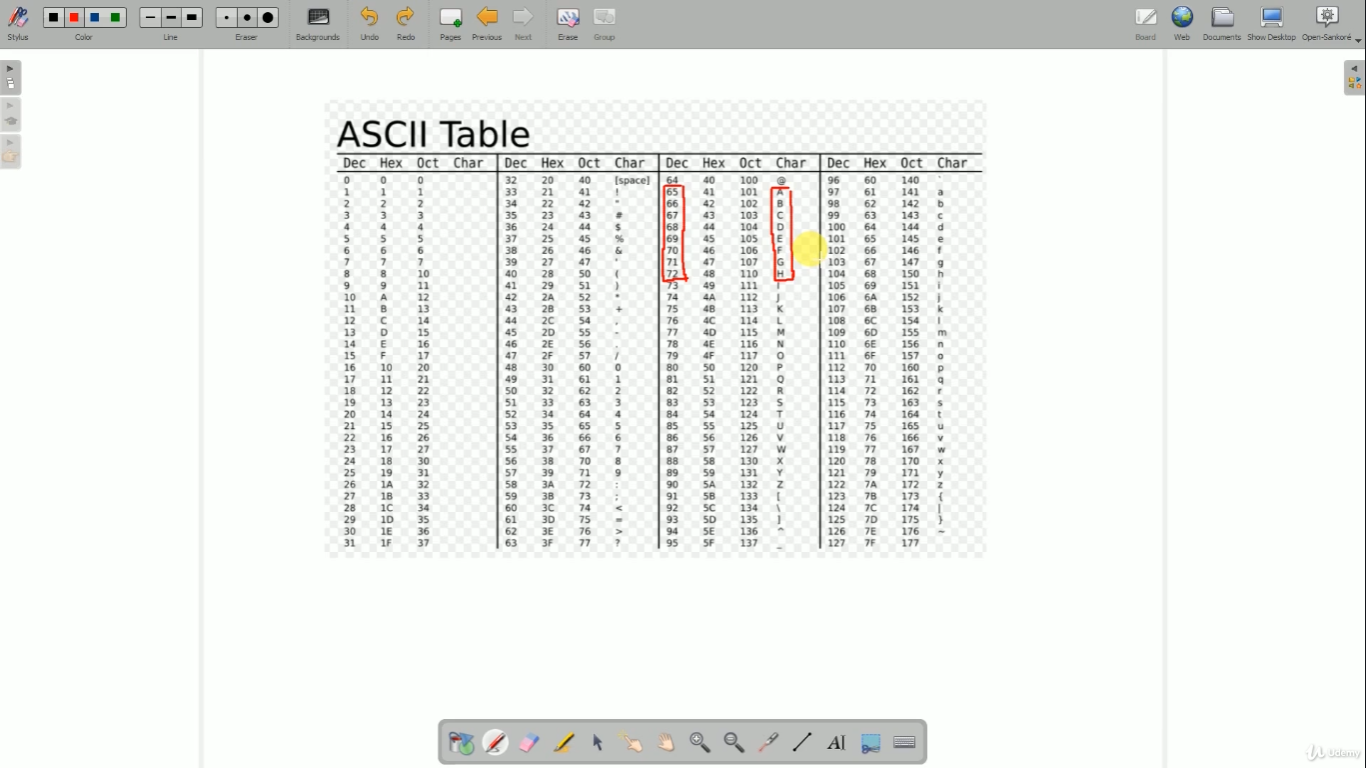 Stylus Color Line Eraser Backgrounds Undo Redo Pages Previous Next Erase Group Board Web Documents Show Desktop Open-Sankoré
ASCII Table
Dec Hex Oct Char Dec Hex Oct Char Dec Hex Oct Char Dec Hex Oct Char
0 0 0 32 20 40 [space] 64 40 100 @ 96 60 140 `
1 1 1 33 21 41 ! 65 41 101 A 97 61 141 a
2 2 2 34 22 42 " 66 42 102 B 98 62 142 b
3 3 3 35 23 43 # 67 43 103 C 99 63 143 c
4 4 4 36 24 44 $ 68 44 104 D 100 64 144 d
5 5 5 37 25 45 % 69 45 105 E 101 65 145 e
6 6 6 38 26 46 & 70 46 106 F 102 66 146 f
7 7 7 39 27 47 ' 71 47 107 G 103 67 147 g
8 8 10 40 28 50 ( 72 48 110 H 104 68 150 h
9 9 11 41 29 51 ) 73 49 111 I 105 69 151 i
10 A 12 42 2A 52 * 74 4A 112 J 106 6A 152 j
11 B 13 43 2B 53 + 75 4B 113 K 107 6B 153 k
12 C 14 44 2C 54 , 76 4C 114 L 108 6C 154 l
13 D 15 45 2D 55 - 77 4D 115 M 109 6D 155 m
14 E 16 46 2E 56 . 78 4E 116 N 110 6E 156 n
15 F 17 47 2F 57 / 79 4F 117 O 111 6F 157 o
16 10 20 48 30 60 0 80 50 120 P 112 70 160 p
17 11 21 49 31 61 1 81 51 121 Q 113 71 161 q
18 12 22 50 32 62 2 82 52 122 R 114 72 162 r
19 13 23 51 33 63 3 83 53 123 S 115 73 163 s
20 14 24 52 34 64 4 84 54 124 T 116 74 164 t
21 15 25 53 35 65 5 85 55 125 U 117 75 165 u
22 16 26 54 36 66 6 86 56 126 V 118 76 166 v
23 17 27 55 37 67 7 87 57 127 W 119 77 167 w
24 18 30 56 38 70 8 88 58 130 X 120 78 170 x
25 19 31 57 39 71 9 89 59 131 Y 121 79 171 y
26 1A 32 58 3A 72 : 90 5A 132 Z 122 7A 172 z
27 1B 33 59 3B 73 ; 91 5B 133 [ 123 7B 173 {
28 1C 34 60 3C 74 < 92 5C 134 \ 124 7C 174 |
29 1D 35 61 3D 75 = 93 5D 135 ] 125 7D 175 }
30 1E 36 62 3E 76 > 94 5E 136 ^ 126 7E 176 ~
31 1F 37 63 3F 77 ? 95 5F 137 _ 127 7F 177
AI
Udemy